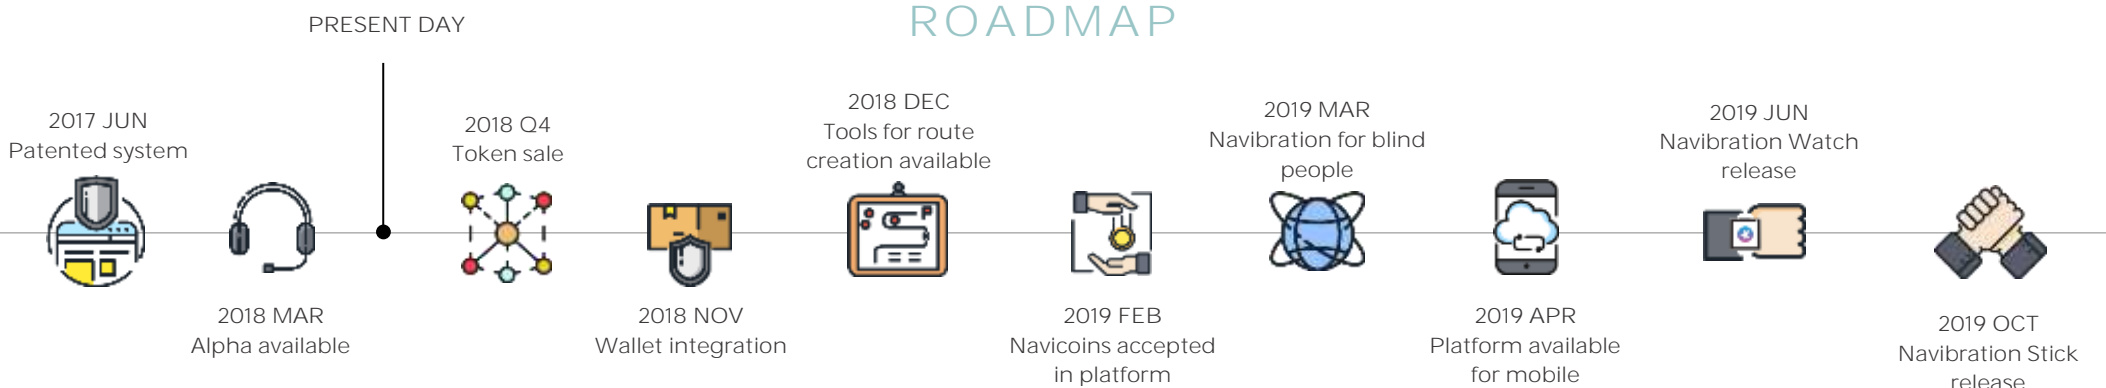 ROADMAP
PRESENT DAY
2017 JUN
Patented system
2018 MAR
Alpha available
2018 Q4
Token sale
2018 NOV
Wallet integration
2018 DEC
Tools for route
creation available
2019 FEB
Navicoins accepted
in platform
2019 MAR
Navibration for blind
people
2019 APR
Platform available
for mobile
2019 JUN
Navibration Watch
release
2019 OCT
Navibration Stick
release